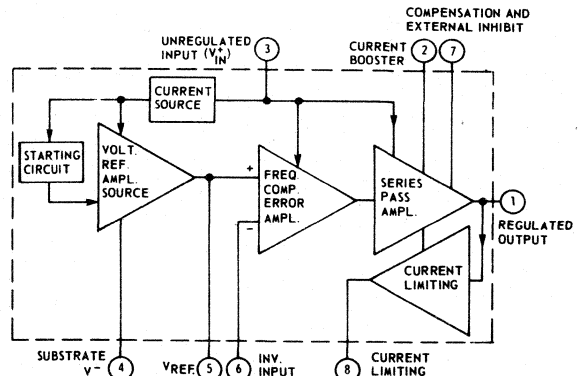 COMPENSATION AND
EXTERNAL INHIBIT
UNREGULATED
INPUT (V+IN)
3
CURRENT
BOOSTER
2
7
CURRENT
SOURCE
STARTING
CIRCUIT
VOLT.
REF.
AMPL.
SOURCE
+
FREQ.
COMP.
ERROR
AMPL.
-
SERIES
PASS
AMPL.
1
REGULATED
OUTPUT
CURRENT
LIMITING
SUBSTRATE
V-
4
VREF.
5
6
INV.
INPUT
8
CURRENT
LIMITING